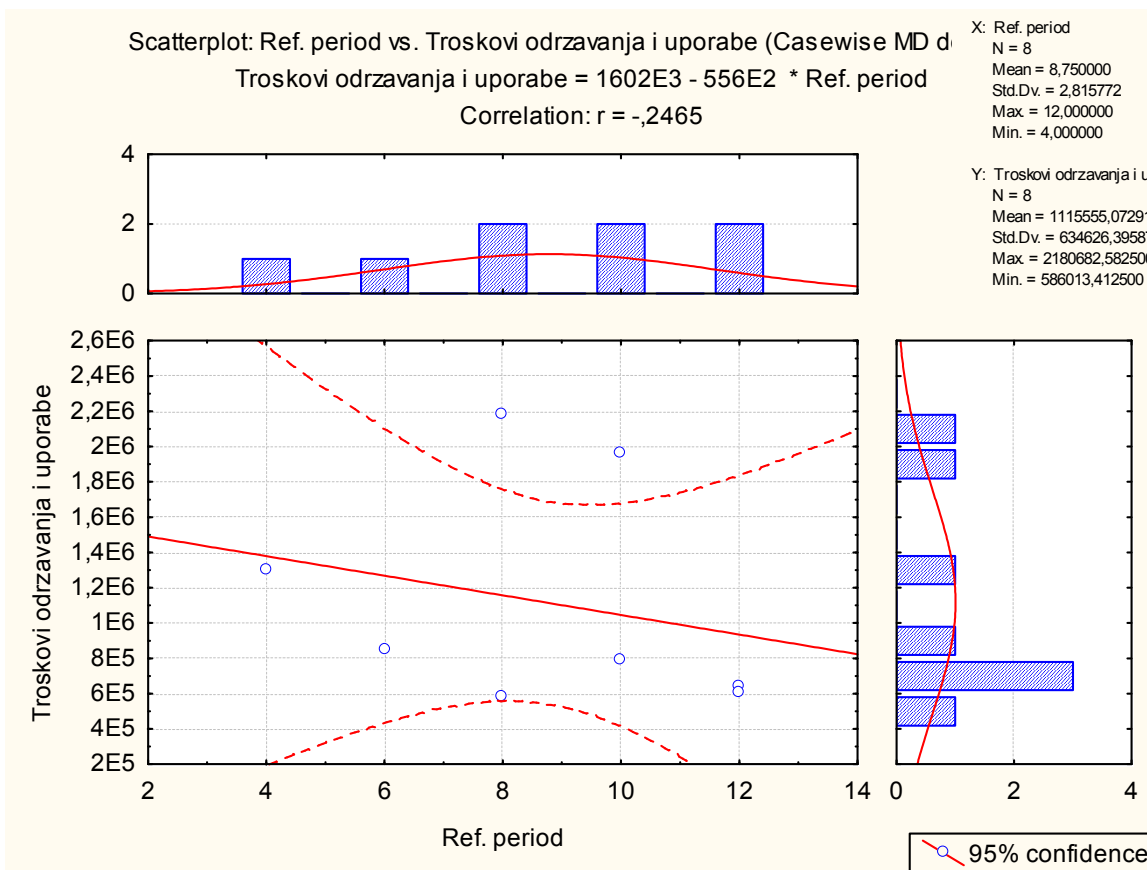 Scatterplot: Ref. period vs. Troskovi odrzavanja i uporabe (Casewise MD d
Troskovi odrzavanja i uporabe = 1602E3 - 556E2 * Ref. period
Correlation: r = -,2465
X: Ref. period
N = 8
Mean = 8,750000
Std.Dv. = 2,815772
Max. = 12,000000
Min. = 4,000000
Y: Troskovi odrzavanja i u
N = 8
Mean = 1115555,07291
Std.Dv. = 634626,3958
Max. = 2180682,58250
Min. = 586013,412500
4
2
0
2,6E6
2,4E6
2,2E6
2E6
1,8E6
1,6E6
1,4E6
1,2E6
1E6
8E5
6E5
4E5
2E5
Troskovi odrzavanja i uporabe
2 4 6 8 10 12 14
Ref. period
0 2 4
95% confidence